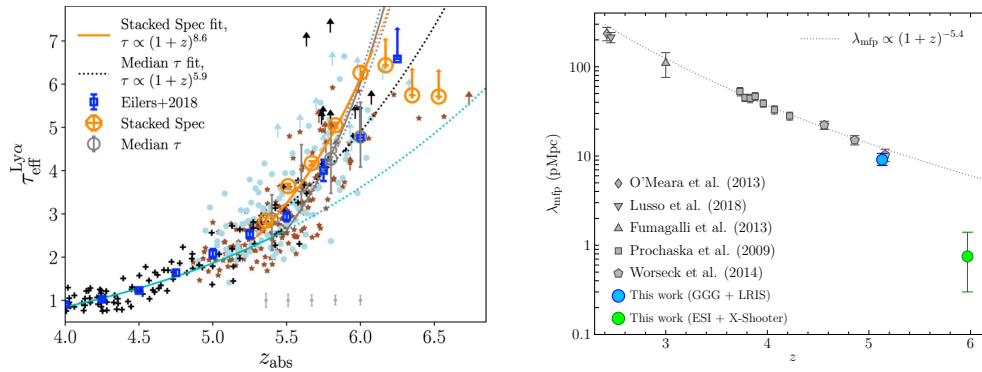 Stacked Spec fit,
τ ∝ (1 + z)^8.6
Median τ fit,
τ ∝ (1 + z)^5.9
Eilers+2018
Stacked Spec
Median τ
7
6
5
4
3
2
1
τ_eff^Lyα
4.0 4.5 5.0 5.5 6.0 6.5
z_abs
λ_mfp ∝ (1 + z)^−5.4
100
10
1
0.1
λ_mfp (pMpc)
O'Meara et al. (2013)
Lusso et al. (2018)
Fumagalli et al. (2013)
Prochaska et al. (2009)
Worseck et al. (2014)
This work (GGG + LRIS)
This work (ESI + X-Shooter)
3 4 5 6
z